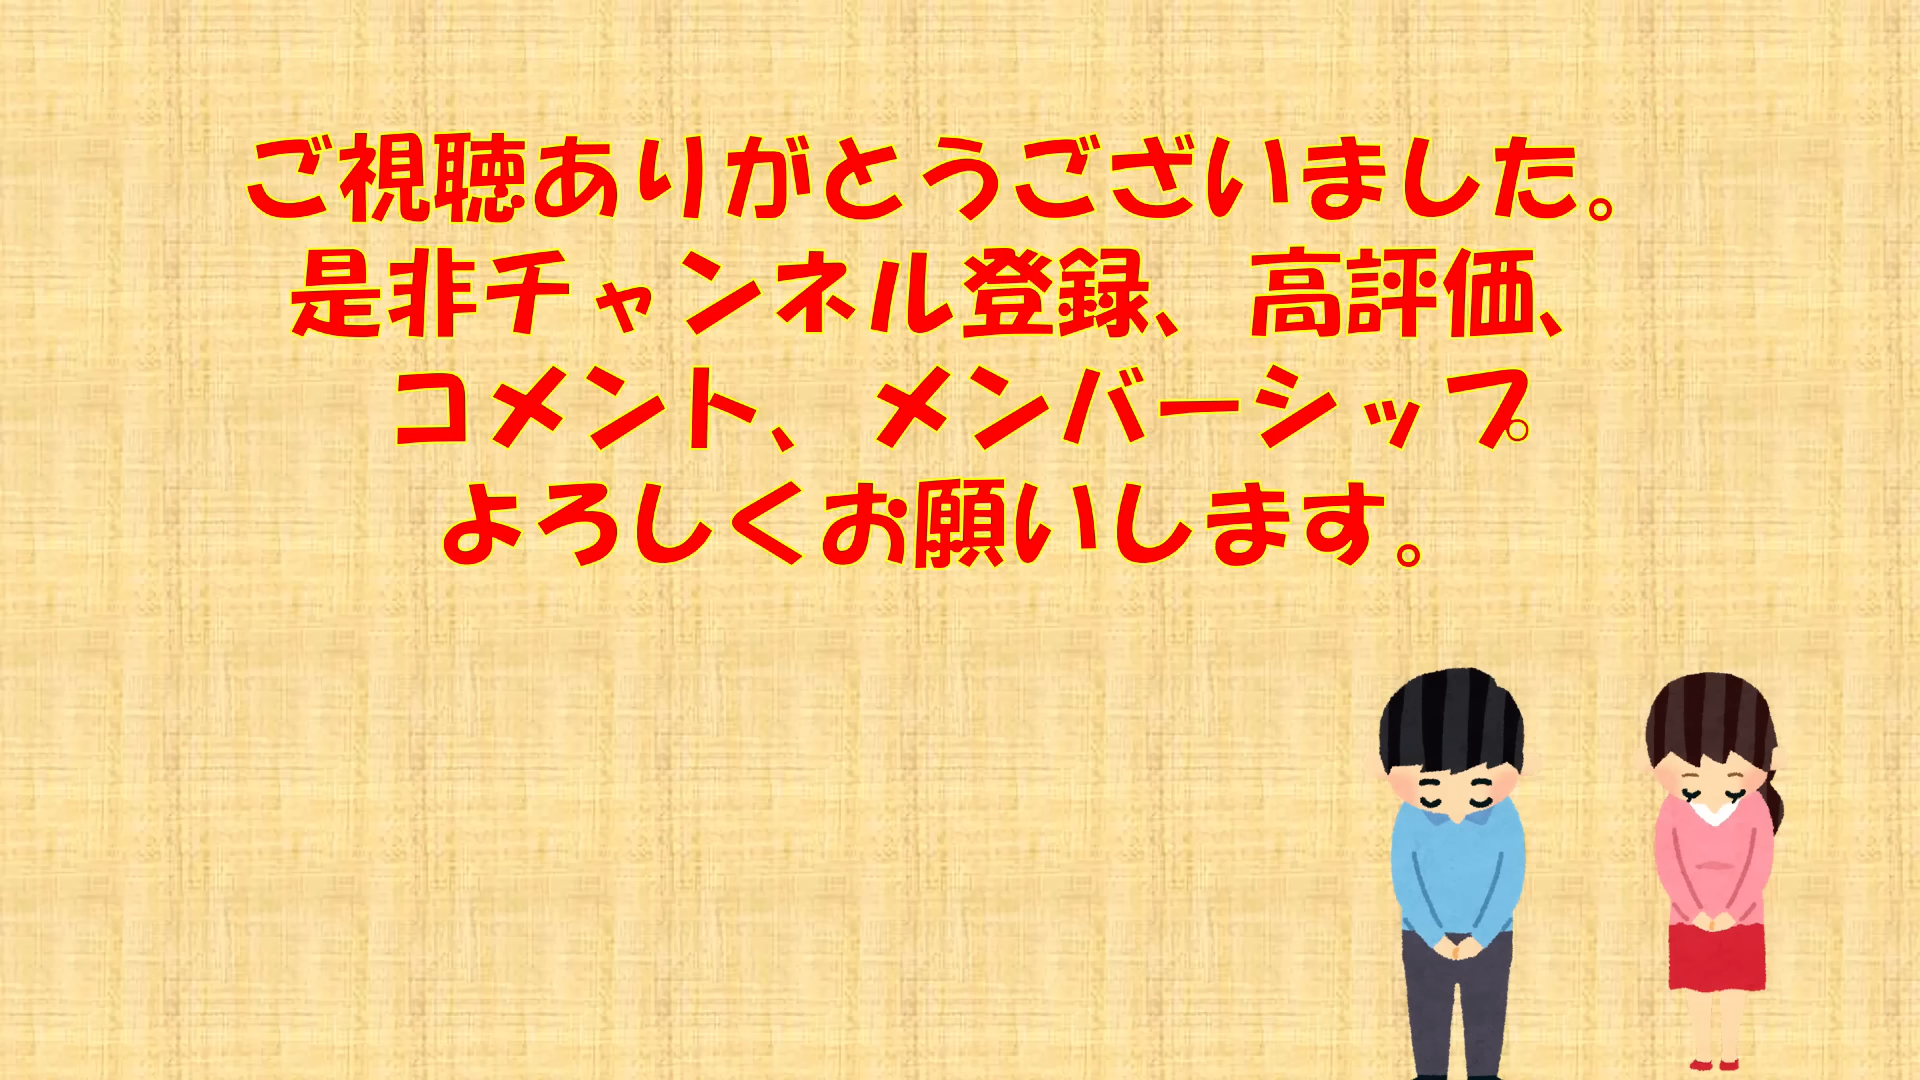 ご視聴ありがとうございました。
是非チャンネル登録、高評価、
コメント、メンバーシップ
よろしくお願いします。